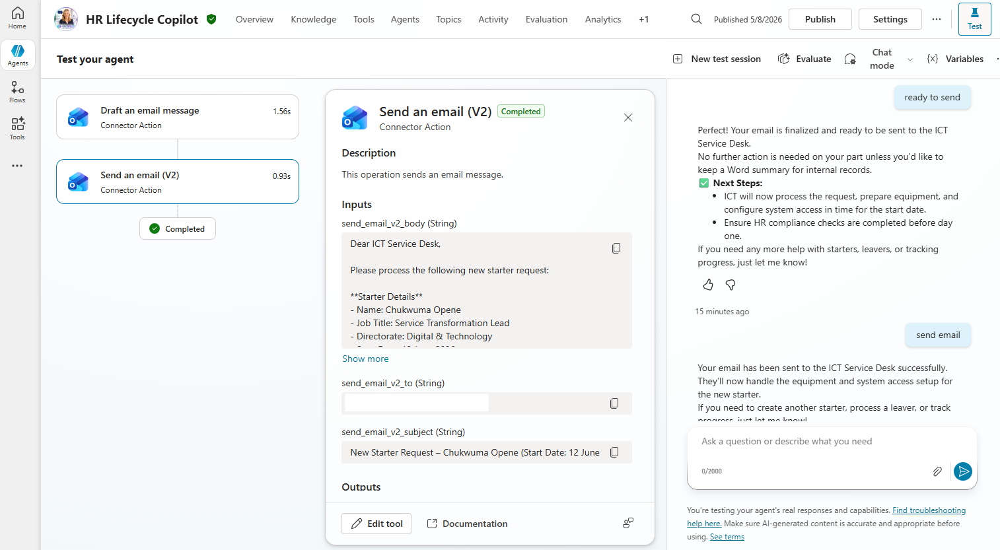 Home
Agents
Flows
Tools
HR Lifecycle Copilot
Overview
Knowledge
Tools
Agents
Topics
Activity
Evaluation
Analytics
+1
Published 5/8/2026
Publish
Settings
Test
Test your agent
New test session
Evaluate
Chat
mode
Variables
Draft an email message
1.56s
Connector Action
Send an email (V2)
0.93s
Connector Action
Completed
Send an email (V2)
Completed
Connector Action
Description
This operation sends an email message.
Inputs
send_email_v2_body (String)
Dear ICT Service Desk,
Please process the following new starter request:
**Starter Details**
- Name: Chukwuma Opene
- Job Title: Service Transformation Lead
- Directorate: Digital & Technology
Show more
send_email_v2_to (String)
send_email_v2_subject (String)
New Starter Request – Chukwuma Opene (Start Date: 12 June
Outputs
Edit tool
Documentation
ready to send
Perfect! Your email is finalized and ready to be sent to the ICT
Service Desk.
No further action is needed on your part unless you’d like to
keep a Word summary for internal records.
✅ Next Steps:
• ICT will now process the request, prepare equipment, and
configure system access in time for the start date.
• Ensure HR compliance checks are completed before day
one.
If you need any more help with starters, leavers, or tracking
progress, just let me know!
15 minutes ago
send email
Your email has been sent to the ICT Service Desk successfully.
They’ll now handle the equipment and system access setup for
the new starter.
If you need to create another starter, process a leaver, or track
progress, just let me know!
Ask a question or describe what you need
0/2000
You're testing your agent's real responses and capabilities. Find troubleshooting
help here. Make sure AI-generated content is accurate and appropriate before
using. See terms